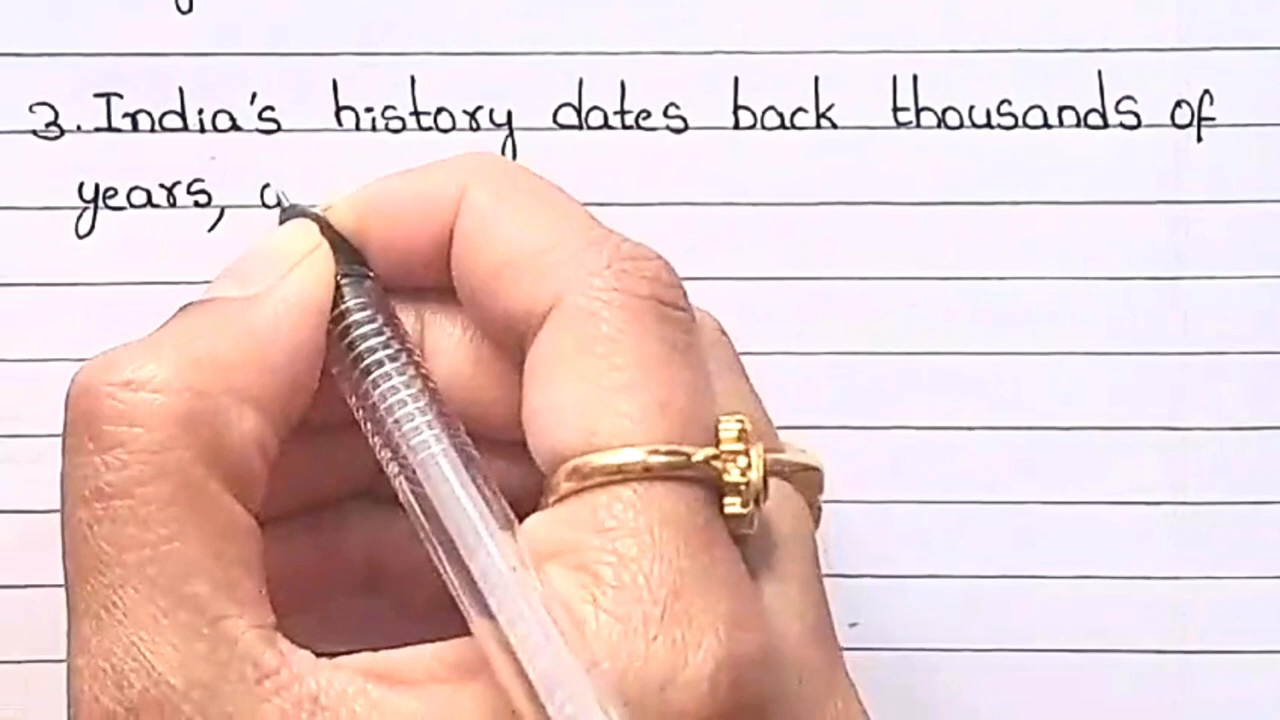 3. India's history dates back thousands of
years,